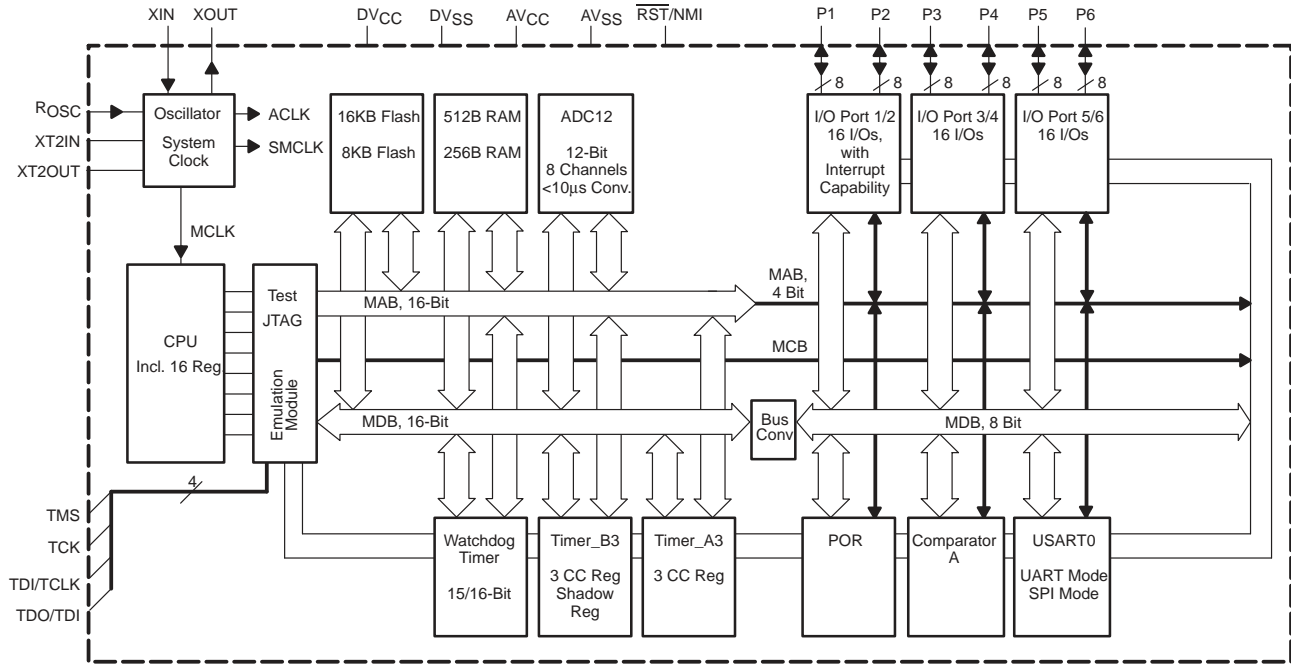 XIN XOUT DVCC DVSS AVCC AVSS RST/NMI P1 P2 P3 P4 P5 P6
8 8 8 8 8 8
ROSC
XT2IN
XT2OUT
Oscillator
System
Clock
ACLK
SMCLK
MCLK
16KB Flash
8KB Flash
512B RAM
256B RAM
ADC12
12-Bit
8 Channels
<10µs Conv.
I/O Port 1/2
16 I/Os,
with
Interrupt
Capability
I/O Port 3/4
16 I/Os
I/O Port 5/6
16 I/Os
CPU
Incl. 16 Reg.
Test
JTAG
Emulation
Module
MAB, 16-Bit
MAB,
4 Bit
MCB
MDB, 16-Bit
Bus
Conv
MDB, 8 Bit
4
TMS
TCK
TDI/TCLK
TDO/TDI
Watchdog
Timer
15/16-Bit
Timer_B3
3 CC Reg
Shadow
Reg
Timer_A3
3 CC Reg
POR
Comparator
A
USART0
UART Mode
SPI Mode